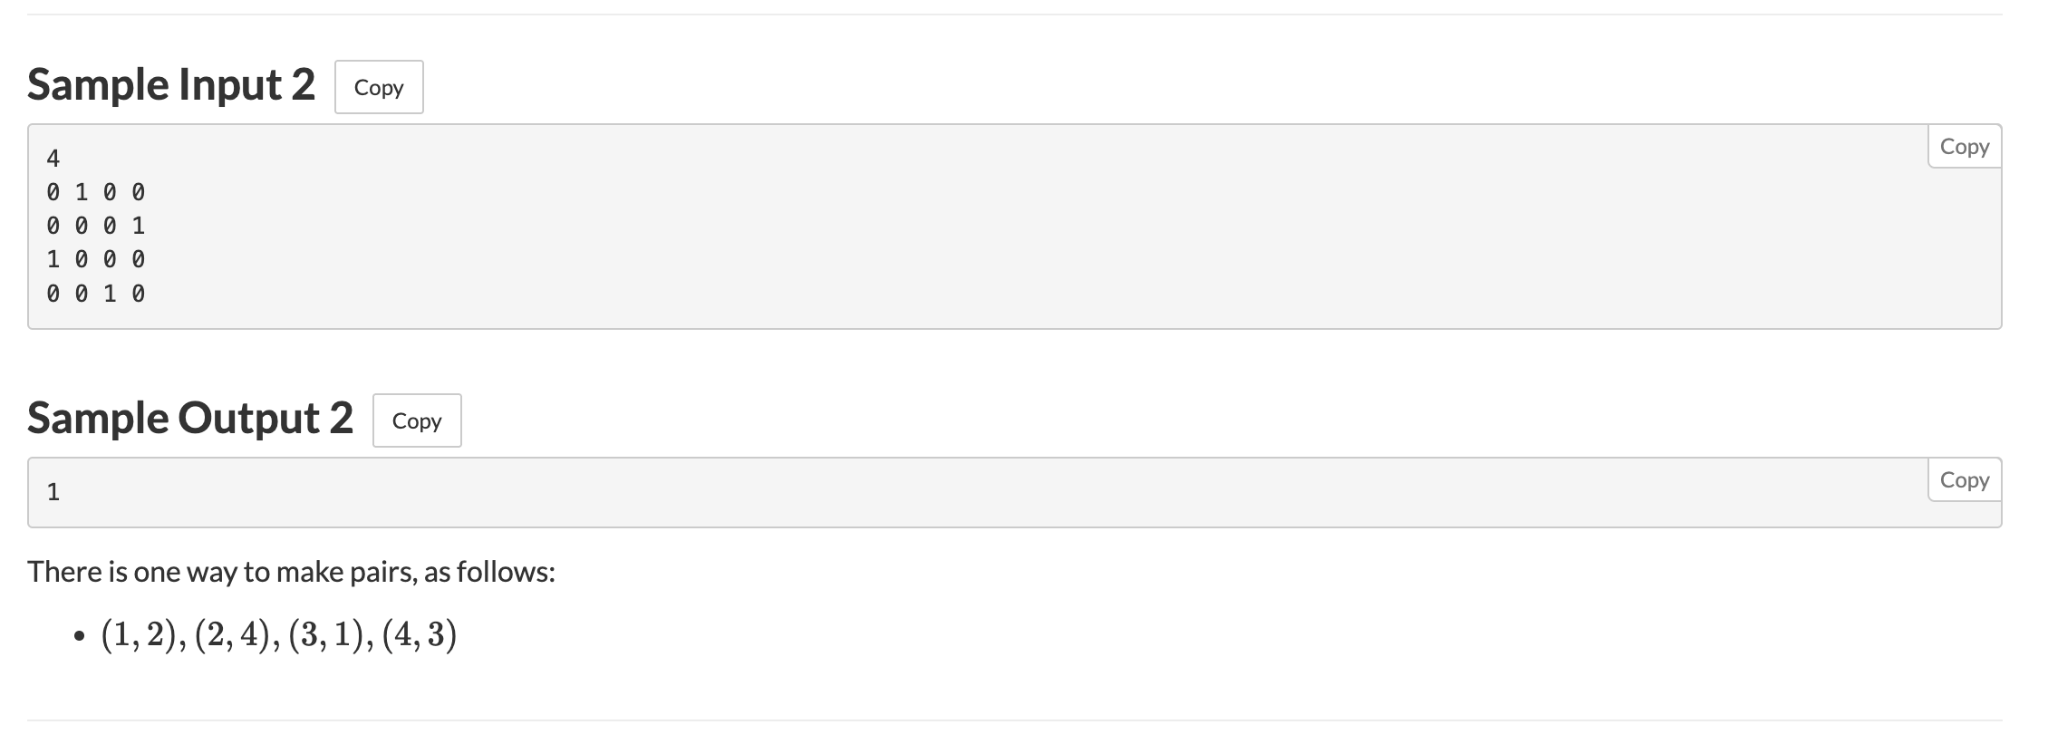 Sample Input 2 Copy
Copy
4
0 1 0 0
0 0 0 1
1 0 0 0
0 0 1 0
Sample Output 2 Copy
Copy
1
There is one way to make pairs, as follows:
• (1, 2), (2, 4), (3, 1), (4, 3)